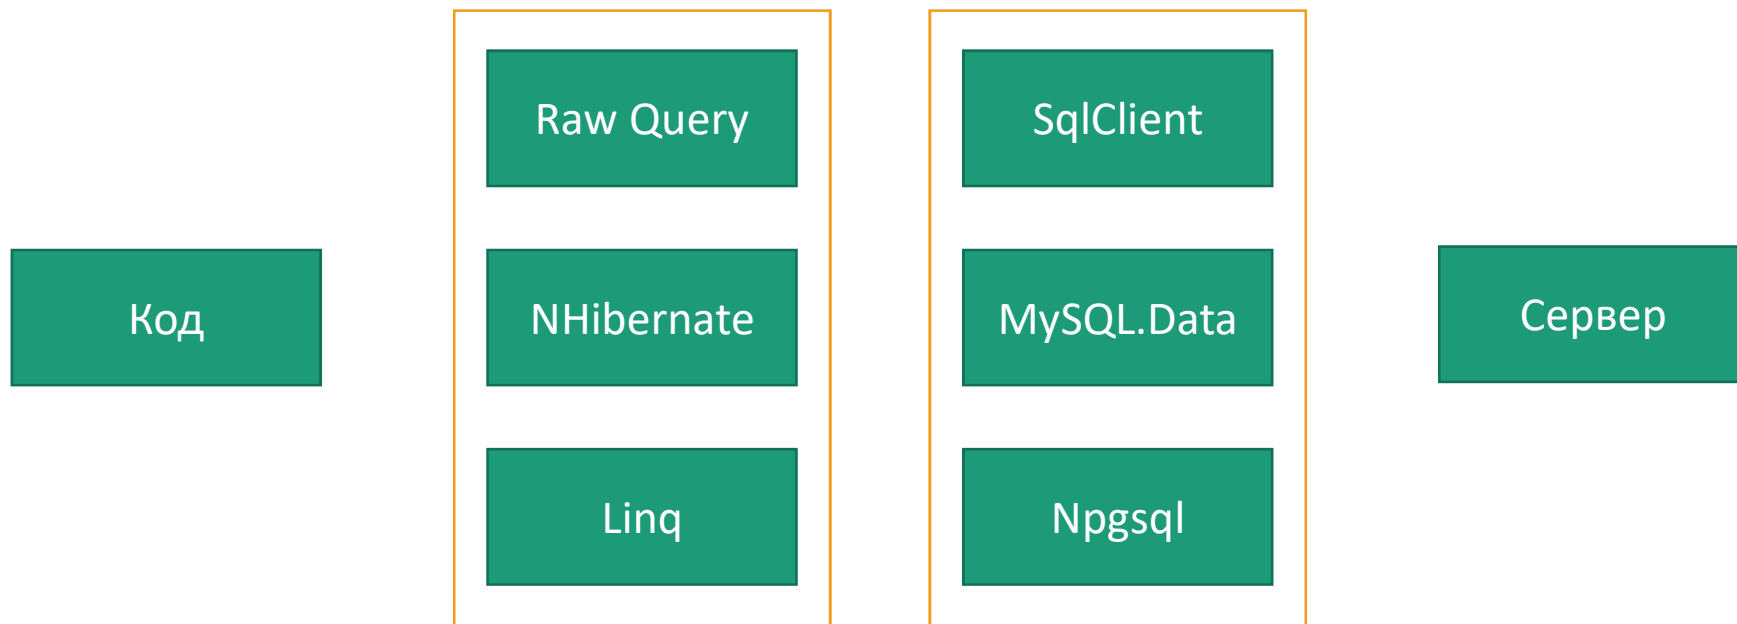 Код
Raw Query
NHibernate
Linq
SqlClient
MySQL.Data
Npgsql
Сервер